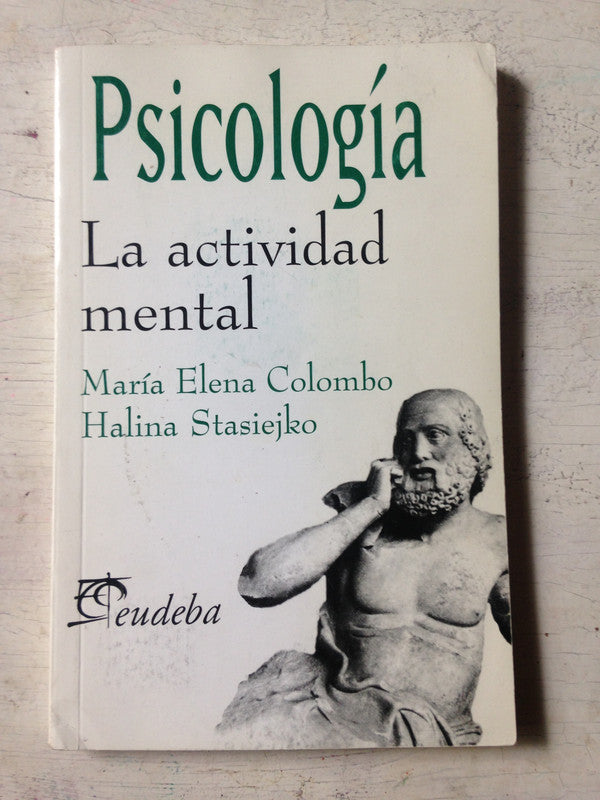 Psicología
La actividad
mental
María Elena Colombo
Halina Stasiejko
eudeba